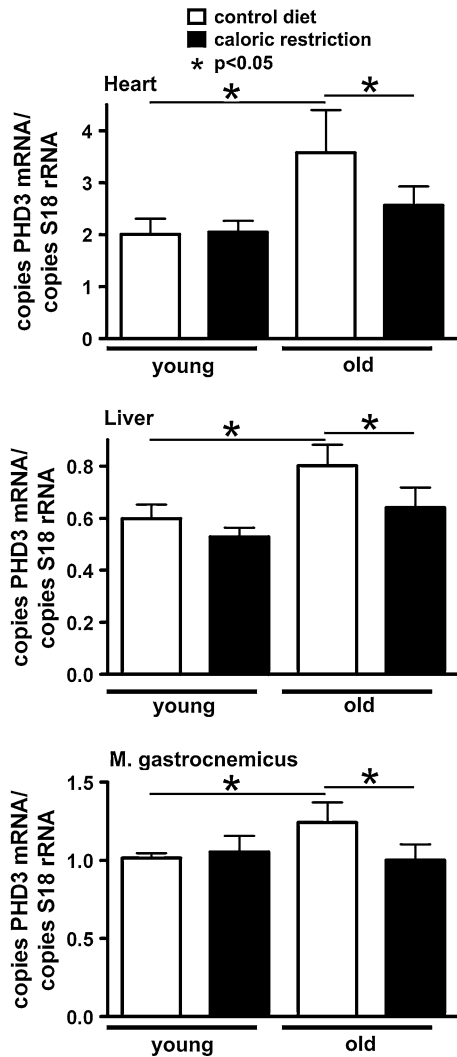 control diet
caloric restriction
* p<0.05
Heart
* *
copies PHD3 mRNA/
copies S18 rRNA
4
3
2
1
0
young old
Liver
* *
copies PHD3 mRNA/
copies S18 rRNA
0.8
0.6
0.4
0.2
0.0
young old
M. gastrocnemicus
* *
copies PHD3 mRNA/
copies S18 rRNA
1.5
1.0
0.5
0.0
young old